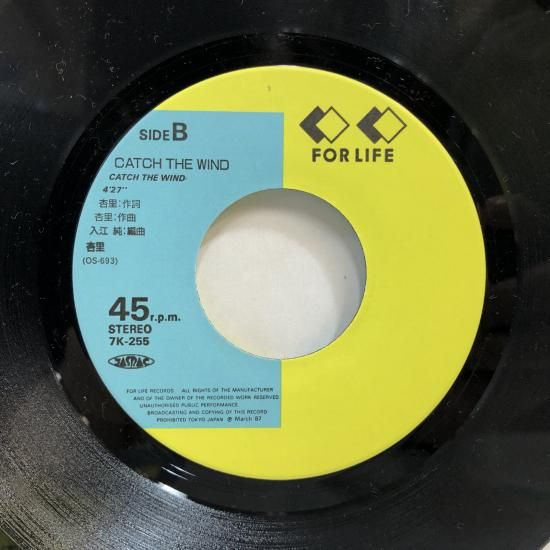 SIDE B
FOR LIFE
CATCH THE WIND
CATCH THE WIND
4'27"
杏里:作詞
杏里:作曲
入江 純:編曲
杏里
(OS-693)
45 r.p.m.
STEREO
7K-255
JASRAC
FOR LIFE RECORDS ALL RIGHTS OF THE MANUFACTURER
AND OF THE OWNER OF THE RECORDED WORK RESERVED
UNAUTHORISED PUBLIC PERFORMANCE
BROADCASTING AND COPYING OF THIS RECORD
PROHIBITED TOKYO JAPAN ℗ March 87